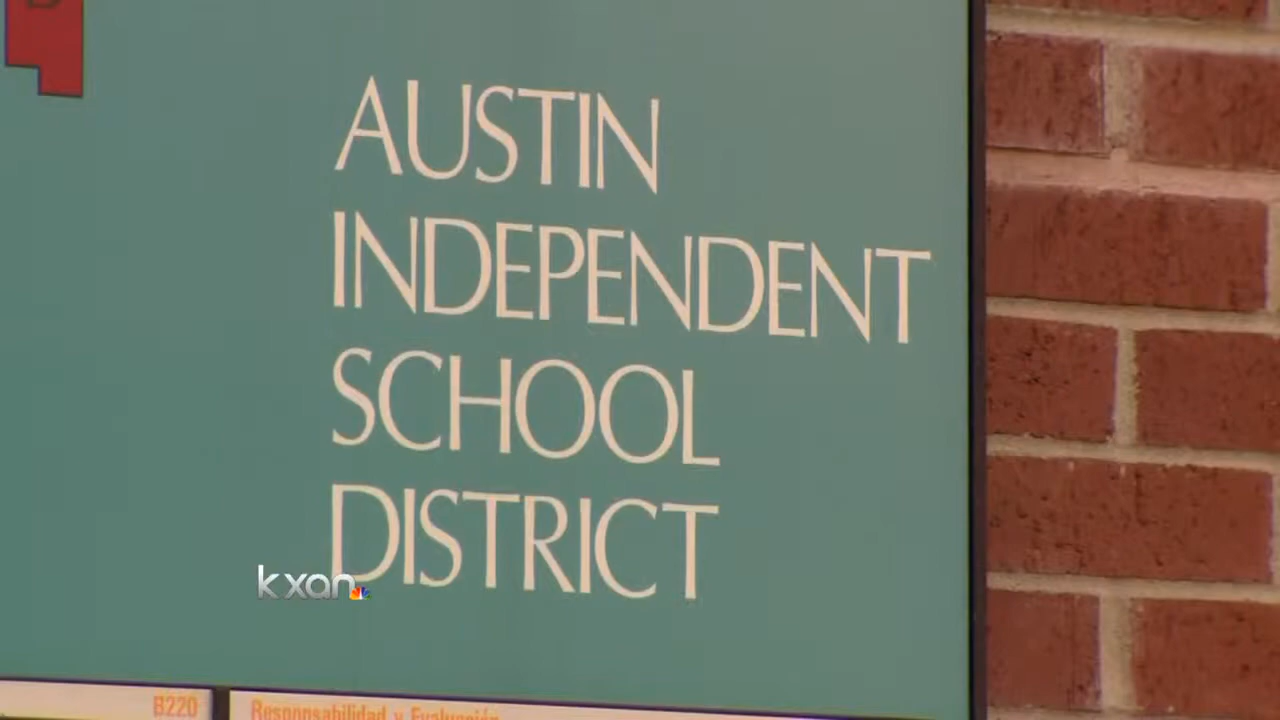 AUSTIN
INDEPENDENT
SCHOOL
DISTRICT
kxan
B220
Responsabilidad y Evaluación